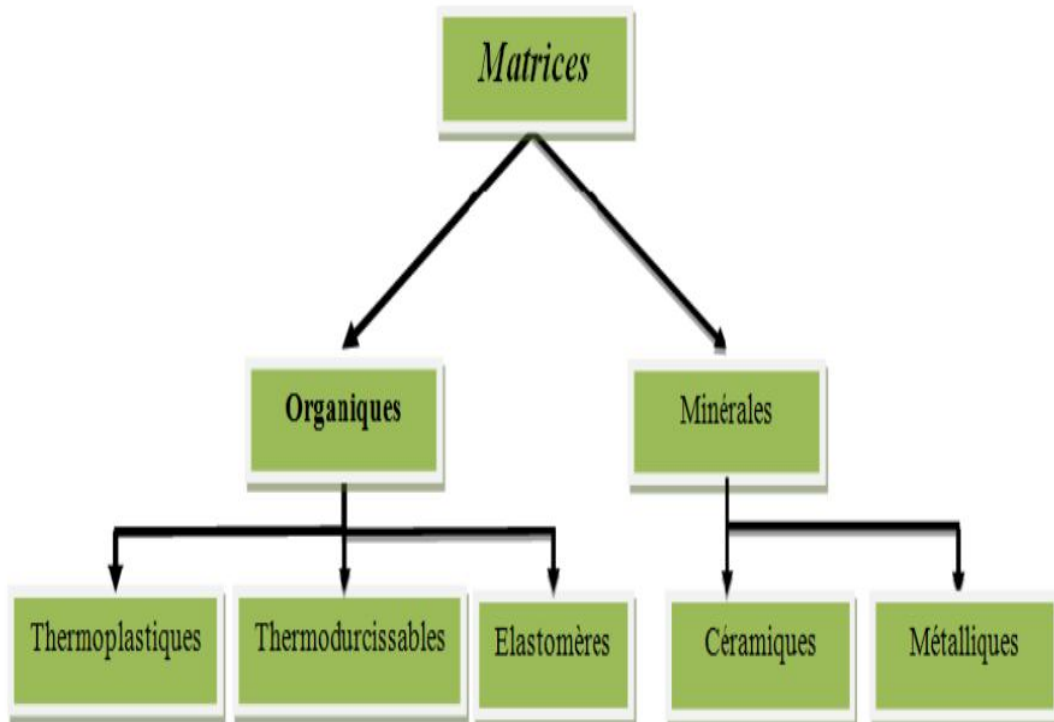 Matrices
Organiques
Minérales
Thermoplastiques
Thermodurcissables
Elastomères
Céramiques
Métalliques